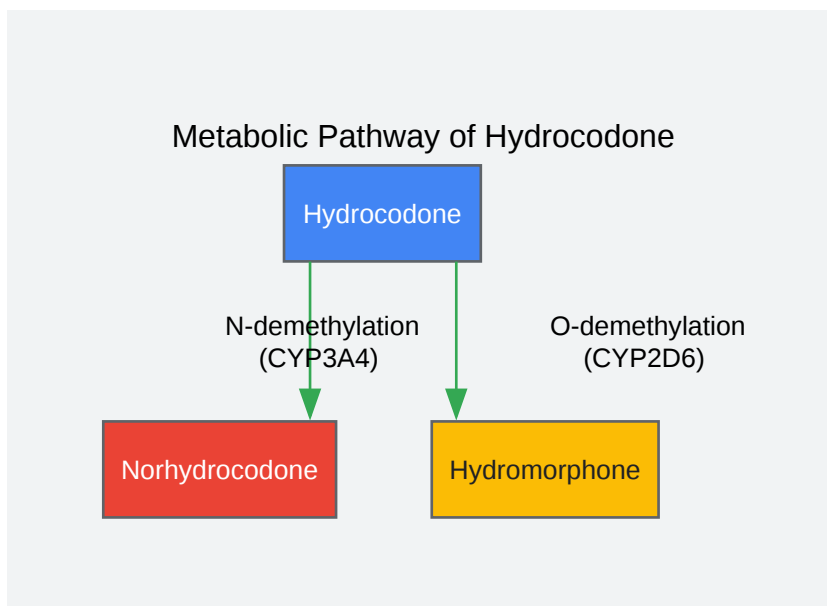 Metabolic Pathway of Hydrocodone
Hydrocodone
N-demethylation
(CYP3A4)
O-demethylation
(CYP2D6)
Norhydrocodone
Hydromorphone